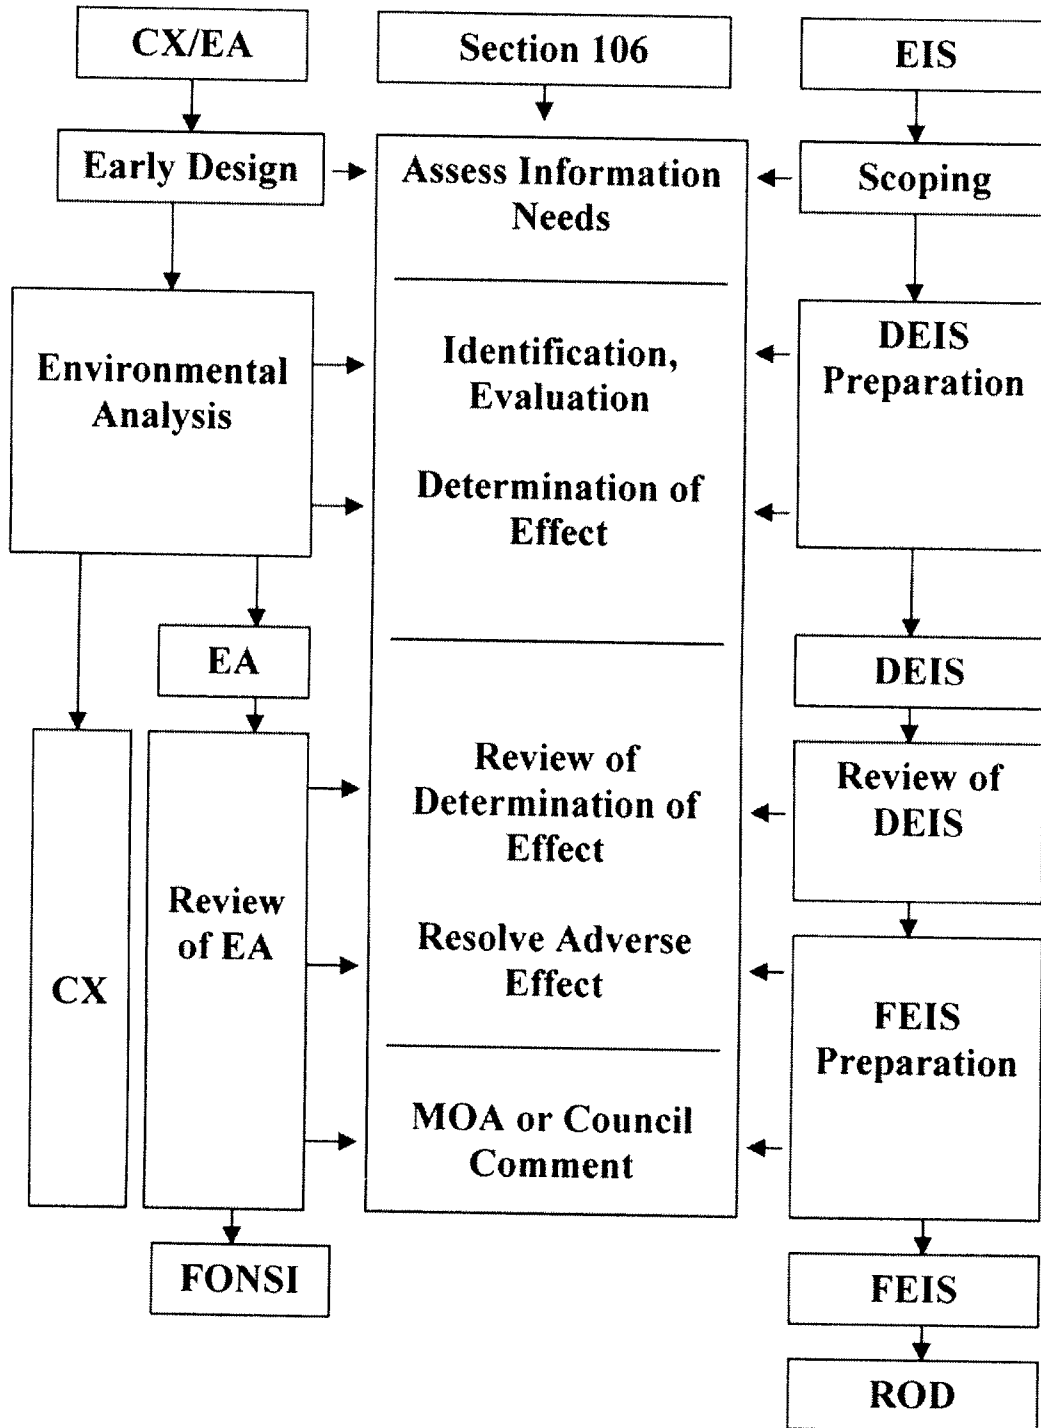 CX/EA
Section 106
EIS
Early Design
Assess Information
Needs
Scoping
Environmental
Analysis
Identification,
Evaluation
Determination of
Effect
DEIS
Preparation
EA
DEIS
CX
Review
of EA
Review of
Determination of
Effect
Resolve Adverse
Effect
MOA or Council
Comment
Review of
DEIS
FEIS
Preparation
FONSI
FEIS
ROD